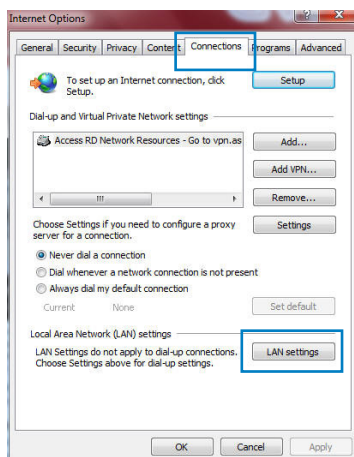 Internet Options
General Security Privacy Content Connections Programs Advanced
To set up an Internet connection, click
Setup.
Setup
Dial-up and Virtual Private Network settings
Access RD Network Resources - Go to vpn.as
Add...
Add VPN...
Remove...
Choose Settings if you need to configure a proxy
server for a connection.
Settings
Never dial a connection
Dial whenever a network connection is not present
Always dial my default connection
Current None
Set default
Local Area Network (LAN) settings
LAN Settings do not apply to dial-up connections.
Choose Settings above for dial-up settings.
LAN settings
OK Cancel Apply